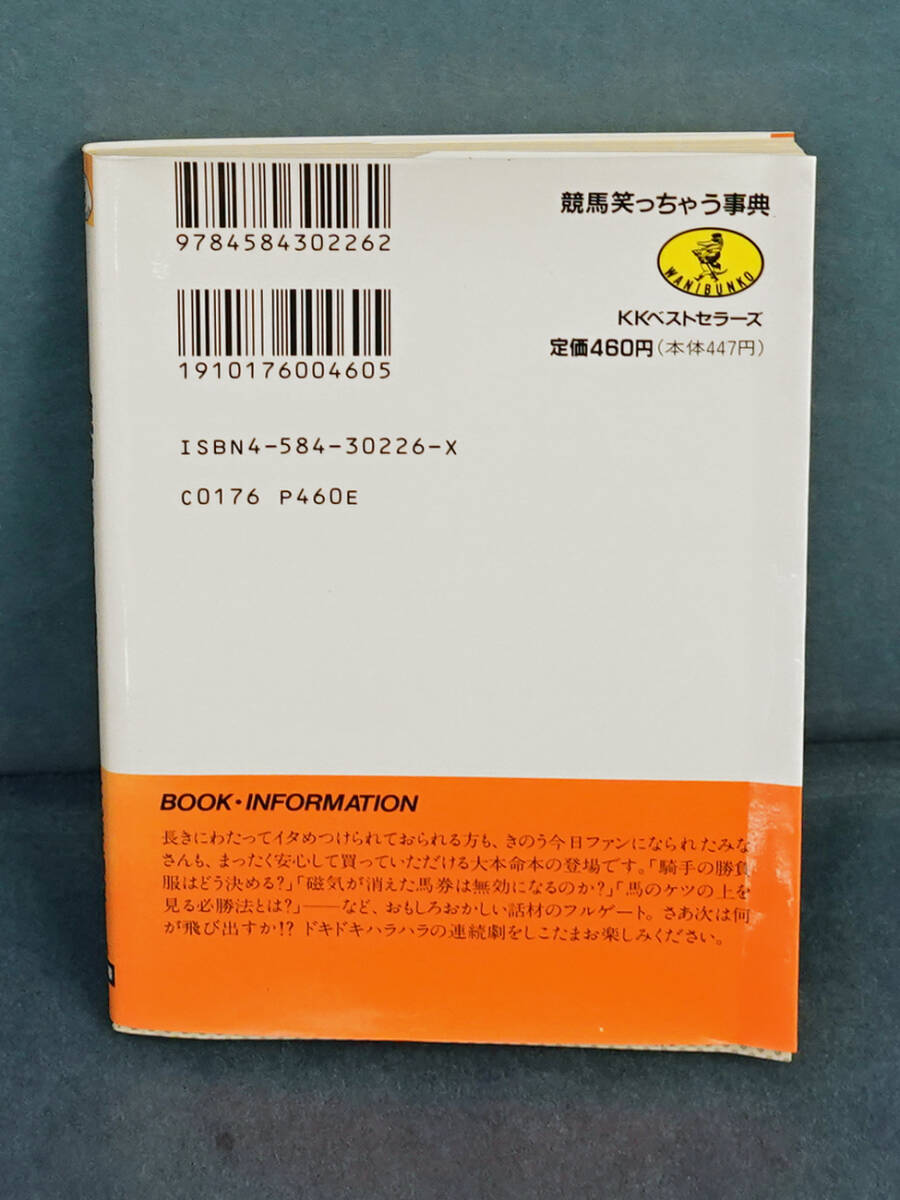 9784584302262
1910176004605
ISBN4-584-30226-X
C0176 P460E
競馬笑っちゃう事典
WANIBUNKO
KKベストセラーズ
定価460円(本体447円)
BOOK・INFORMATION
長きにわたってイタめつけられておられる方も、きのう今日ファンになられたみな
さんも、まったく安心して買っていただける大本命本の登場です。「騎手の勝負
服はどう決める?」「磁気が消えた馬券は無効になるのか?」「馬のケツの上を
見る必勝法とは?」――など、おもしろおかしい話材のフルゲート。さあ次は何
が飛び出すか!? ドキドキハラハラの連続劇をしこたまお楽しみください。